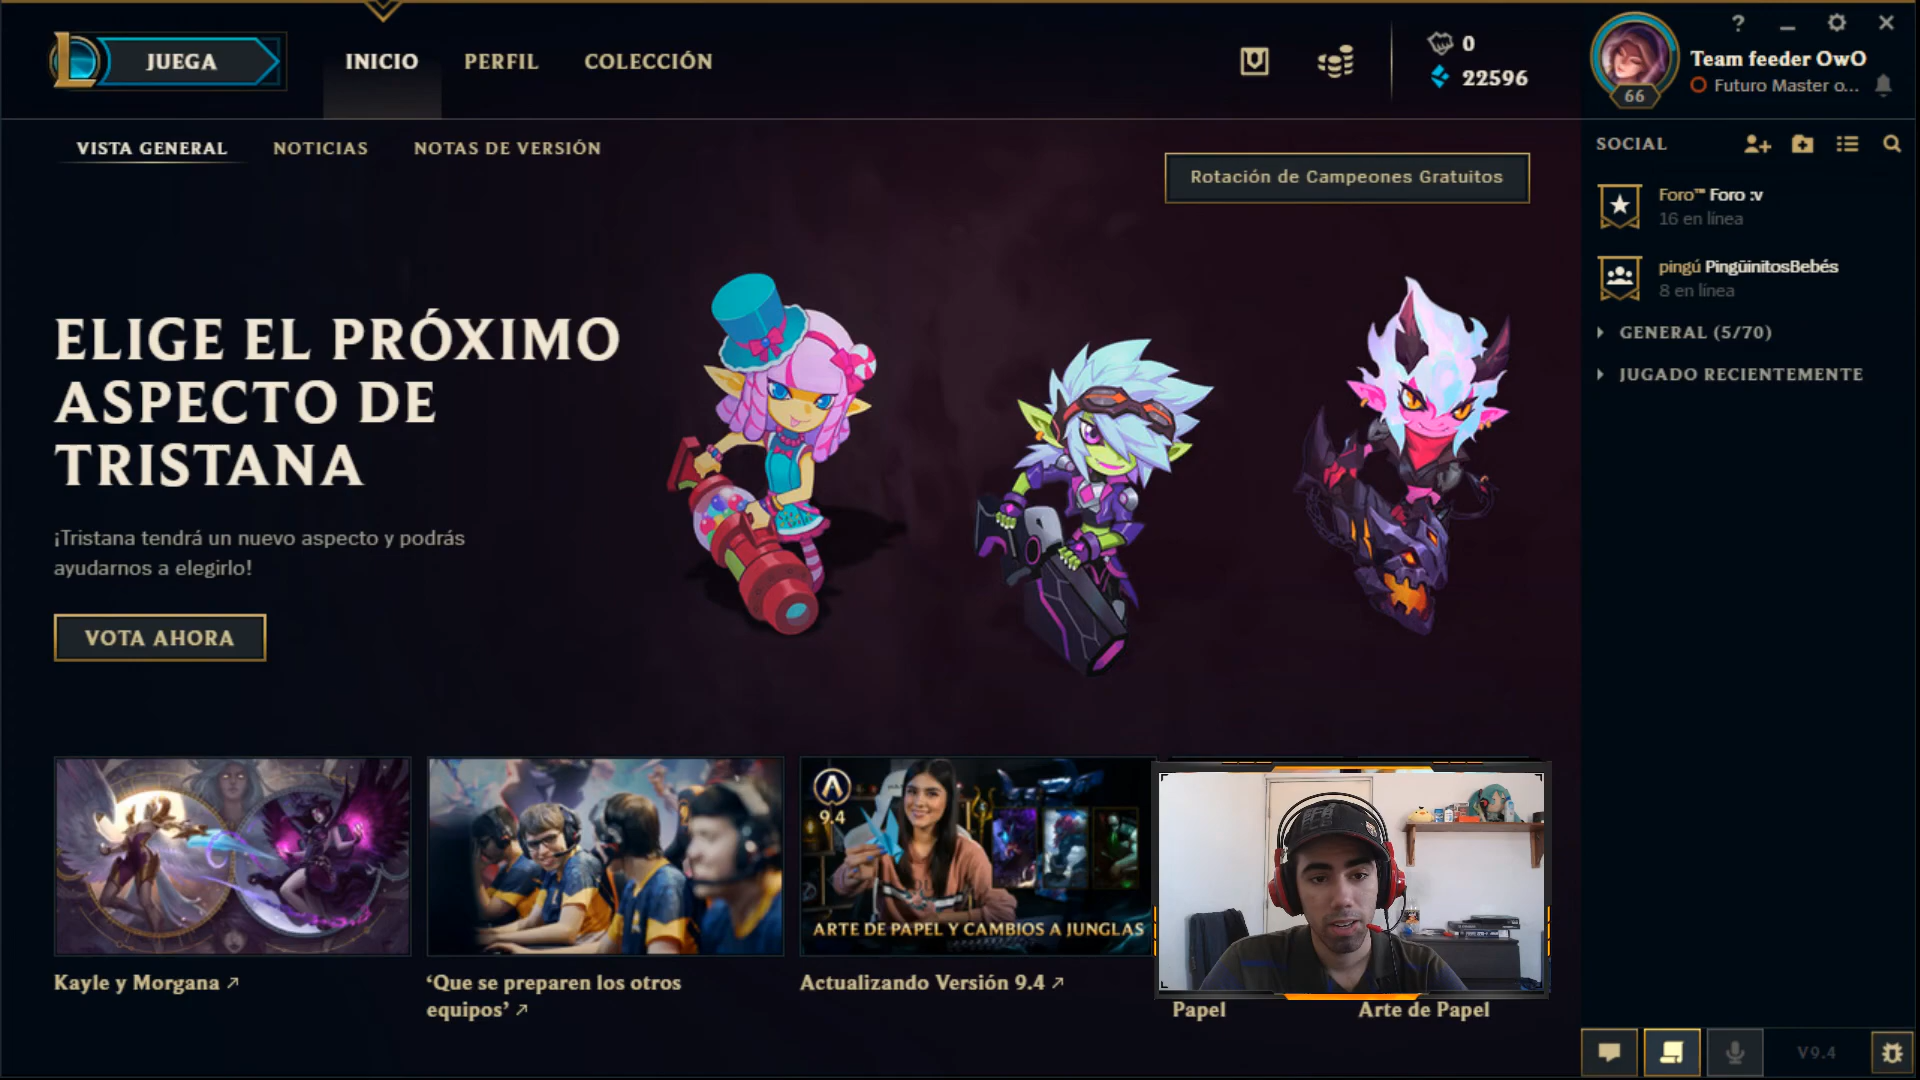 JUEGA
INICIO
PERFIL
COLECCIÓN
0
22596
66
Team feeder OwO
Futuro Master o...
VISTA GENERAL
NOTICIAS
NOTAS DE VERSIÓN
Rotación de Campeones Gratuitos
SOCIAL
Foro™ Foro :v
16 en línea
pingú PingüinitosBebés
8 en línea
GENERAL (5/70)
JUGADO RECIENTEMENTE
ELIGE EL PRÓXIMO
ASPECTO DE
TRISTANA
¡Tristana tendrá un nuevo aspecto y podrás
ayudarnos a elegirlo!
VOTA AHORA
9.4
ARTE DE PAPEL Y CAMBIOS A JUNGLAS
Kayle y Morgana
‘Que se preparen los otros
equipos’
Actualizando Versión 9.4
Papel
Arte de Papel
V9.4